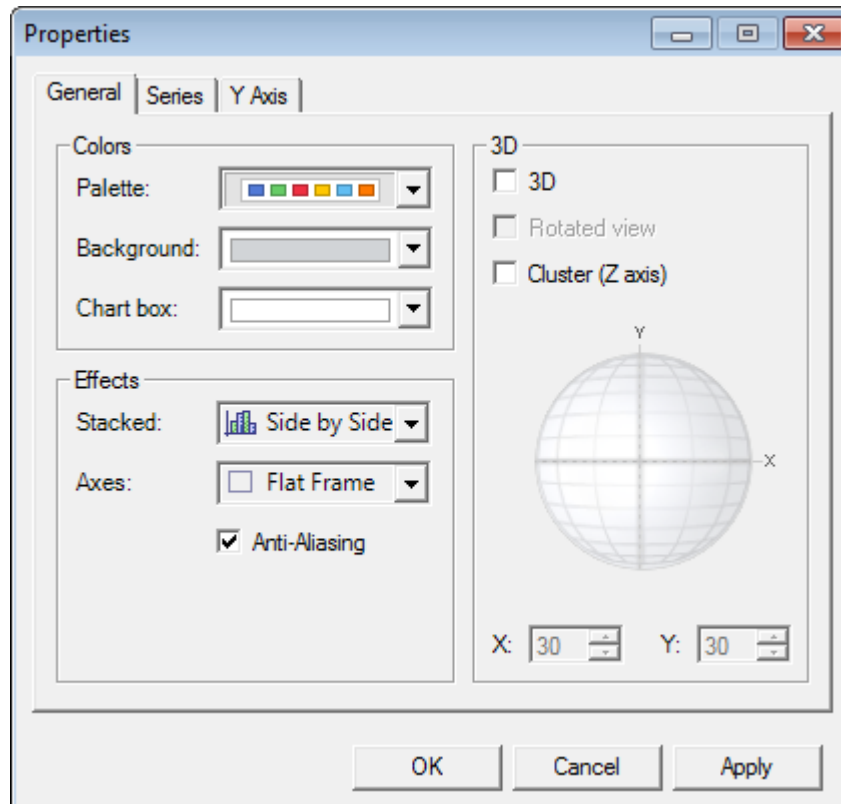 Properties
General Series Y Axis
Colors
Palette:
Background:
Chart box:
Effects
Stacked: Side by Side
Axes: Flat Frame
Anti-Aliasing
3D
3D
Rotated view
Cluster (Z axis)
Y
X
X: 30 Y: 30
OK Cancel Apply